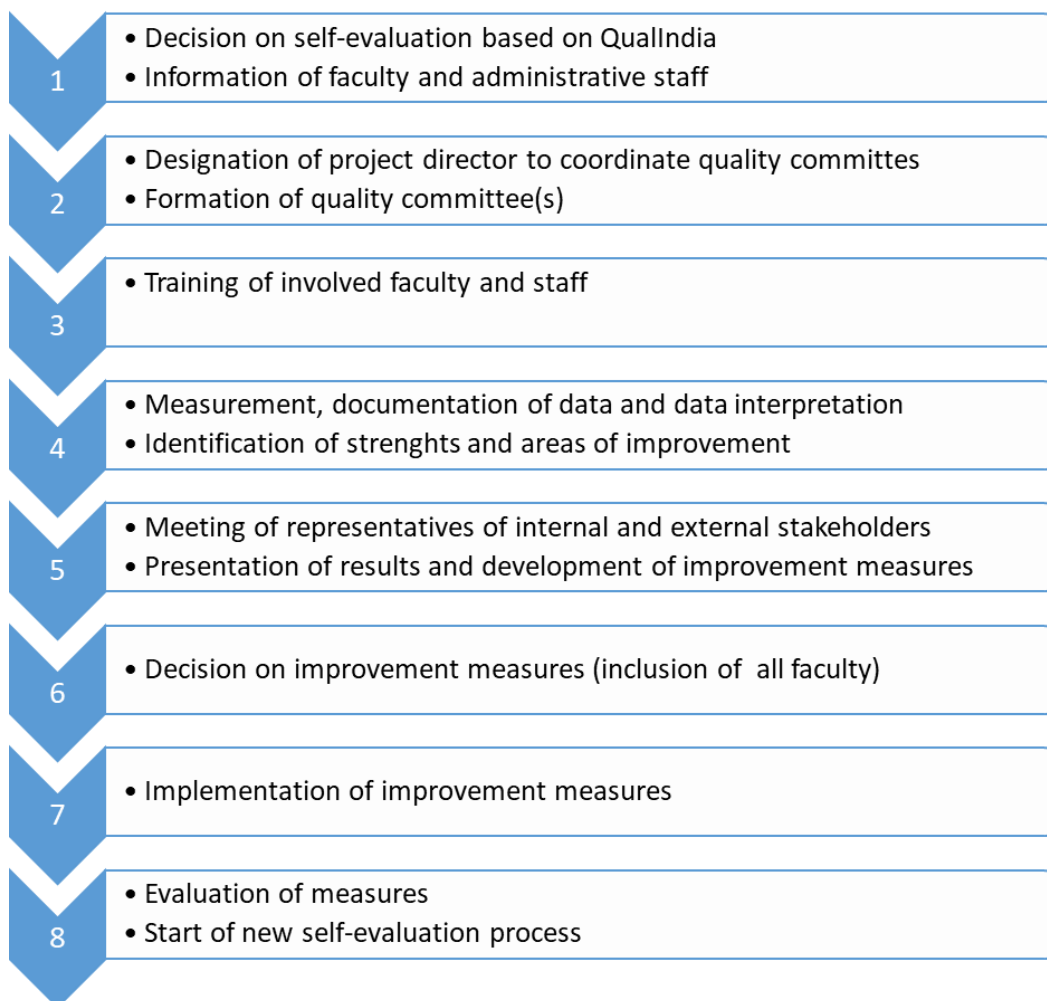 1
• Decision on self-evaluation based on QualIndia
• Information of faculty and administrative staff
2
• Designation of project director to coordinate quality committes
• Formation of quality committee(s)
3
• Training of involved faculty and staff
4
• Measurement, documentation of data and data interpretation
• Identification of strenghts and areas of improvement
5
• Meeting of representatives of internal and external stakeholders
• Presentation of results and development of improvement measures
6
• Decision on improvement measures (inclusion of all faculty)
7
• Implementation of improvement measures
8
• Evaluation of measures
• Start of new self-evaluation process